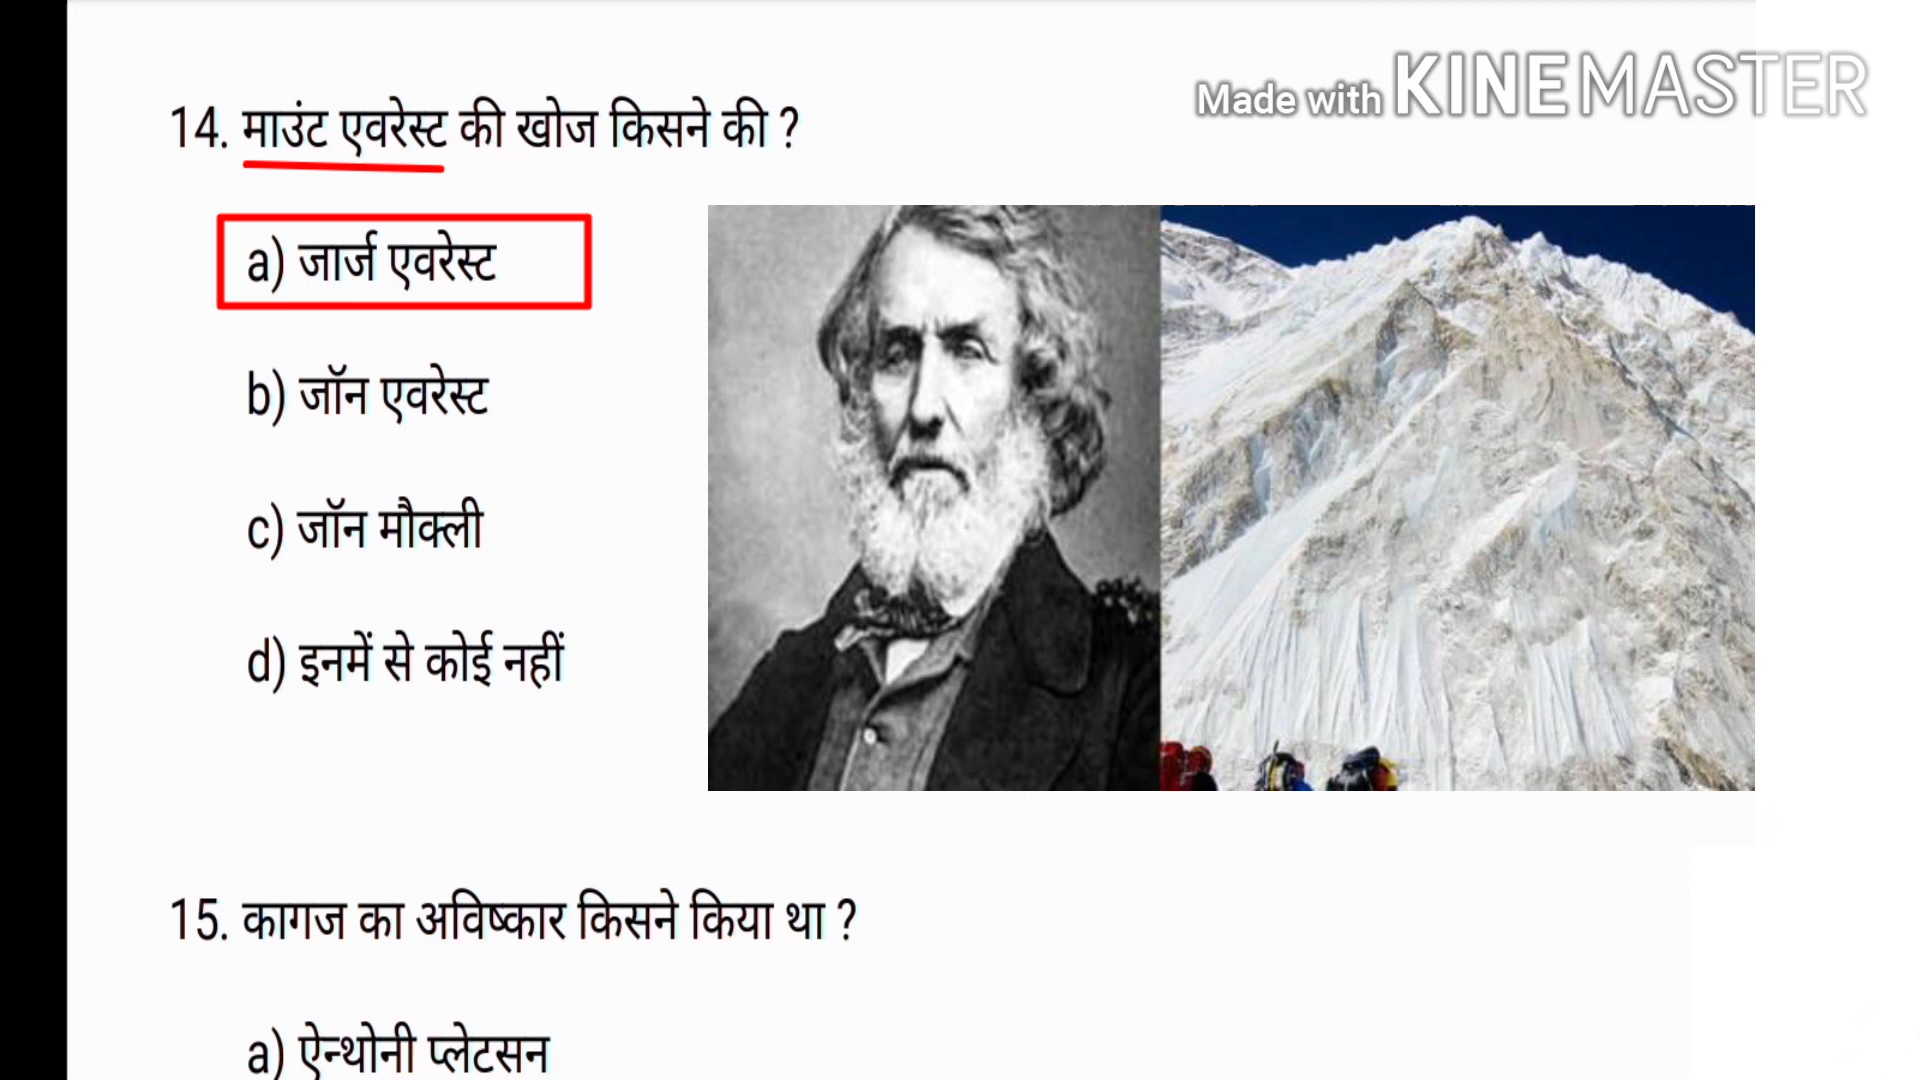 Made with KINEMASTER
14. माउंट एवरेस्ट की खोज किसने की ?
a) जार्ज एवरेस्ट
b) जॉन एवरेस्ट
c) जॉन मौक्ली
d) इनमें से कोई नहीं
15. कागज का अविष्कार किसने किया था ?
a) ऐन्थोनी प्लेटसन